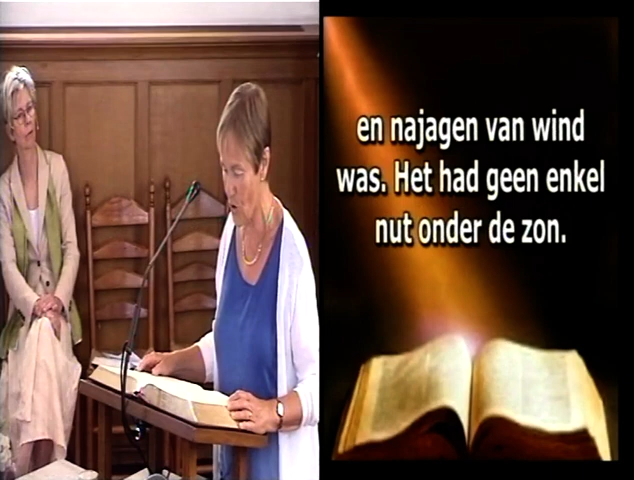 en najagen van wind
was. Het had geen enkel
nut onder de zon.